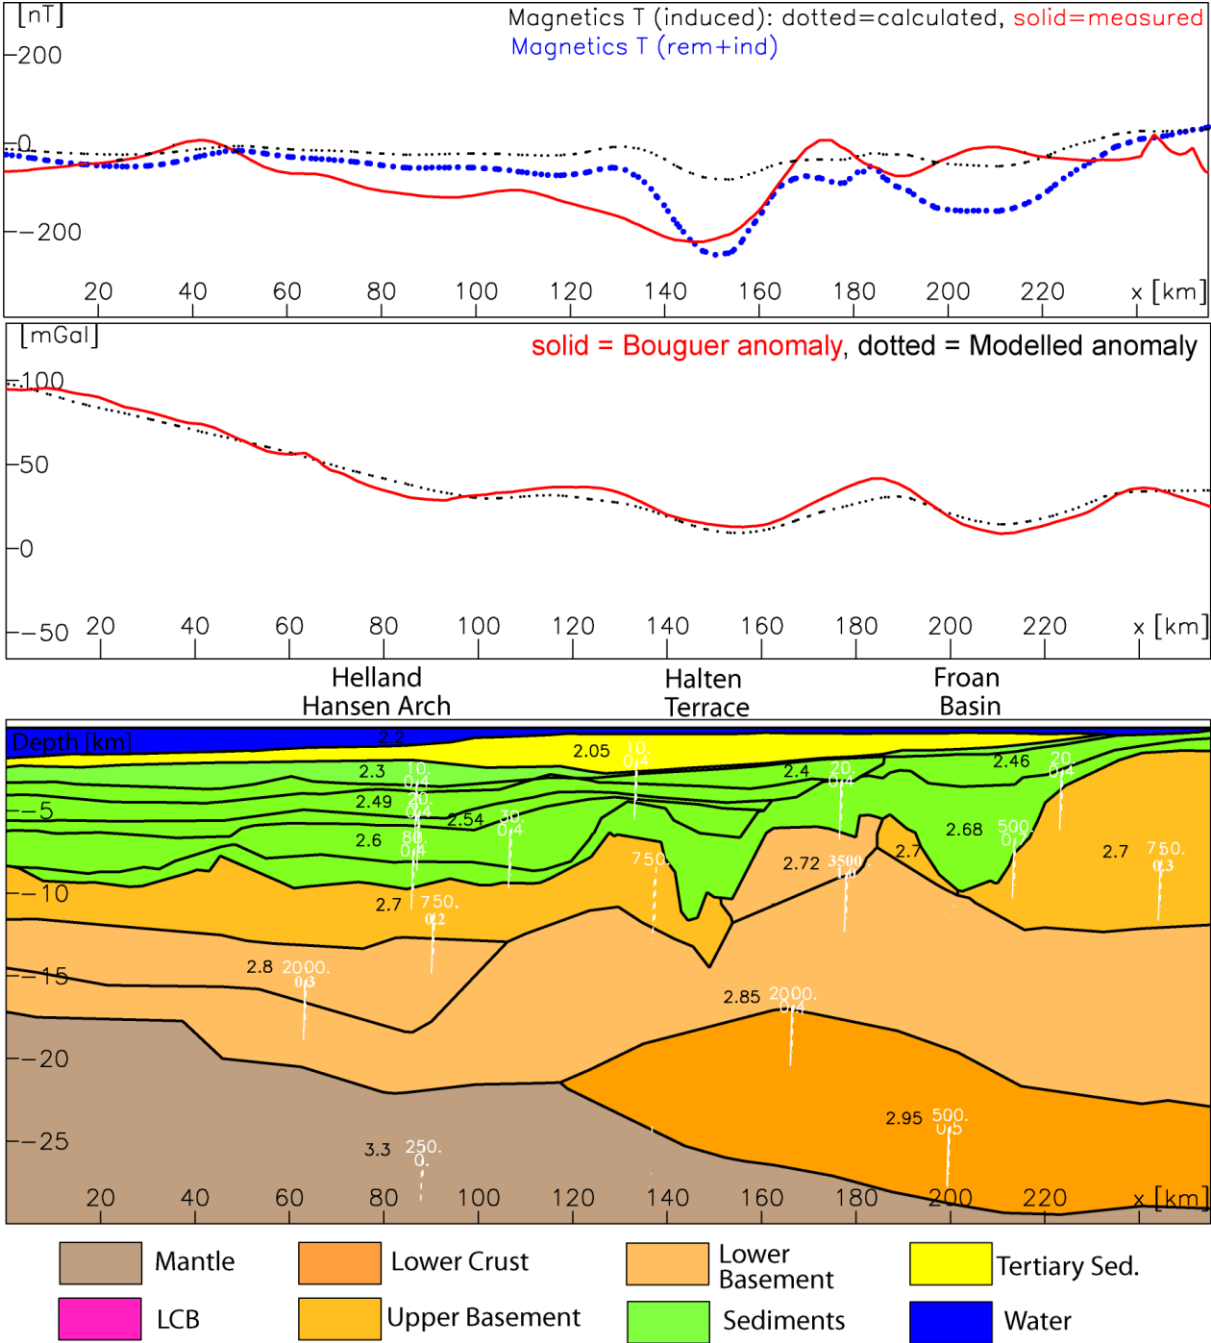 [nT]
Magnetics T (induced): dotted=calculated, solid=measured
Magnetics T (rem+ind)
200
0
-200
20 40 60 80 100 120 140 160 180 200 220 x [km]
[mGal]
solid = Bouguer anomaly, dotted = Modelled anomaly
100
50
0
-50
20 40 60 80 100 120 140 160 180 200 220 x [km]
Helland
Hansen Arch
Halten
Terrace
Froan
Basin
Depth [km]
2.2
2.05
10.
0.4
2.3
10.
0.4
2.4
20.
0.4
2.46
20.
0.4
-5
2.49
20.
0.4
2.54
30.
0.4
2.6
80.
0.4
2.68
500.
750.
2.72
3500.
2.7
2.7
750.
0.3
-10
2.7
750.
0.2
-15
2.8
2000.
0.3
2.85
2000.
0.4
-20
2.95
500.
0.5
-25
3.3
250.
0.
20 40 60 80 100 120 140 160 180 200 220 x [km]
Mantle
Lower Crust
Lower
Basement
Tertiary Sed.
LCB
Upper Basement
Sediments
Water